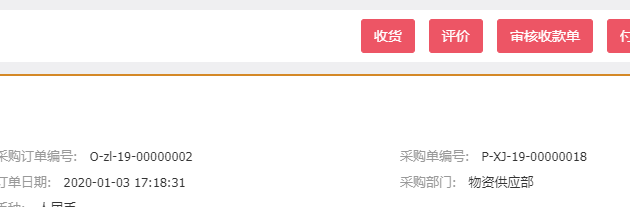 收货 评价 审核收款单 付
采购订单编号: O-zl-19-00000002 采购单编号: P-XJ-19-00000018
订单日期: 2020-01-03 17:18:31 采购部门: 物资供应部